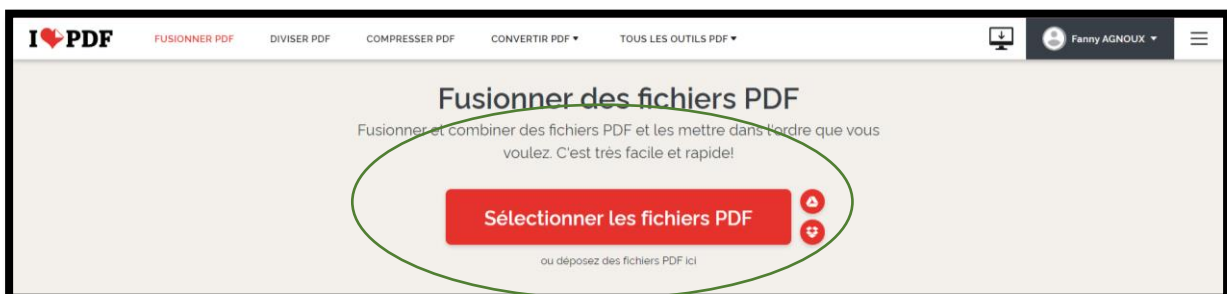 I PDF
FUSIONNER PDF
DIVISER PDF
COMPRESSER PDF
CONVERTIR PDF
TOUS LES OUTILS PDF
Fanny AGNOUX
Fusionner des fichiers PDF
Fusionner et combiner des fichiers PDF et les mettre dans l'ordre que vous
voulez. C'est très facile et rapide!
Sélectionner les fichiers PDF
ou déposez des fichiers PDF ici